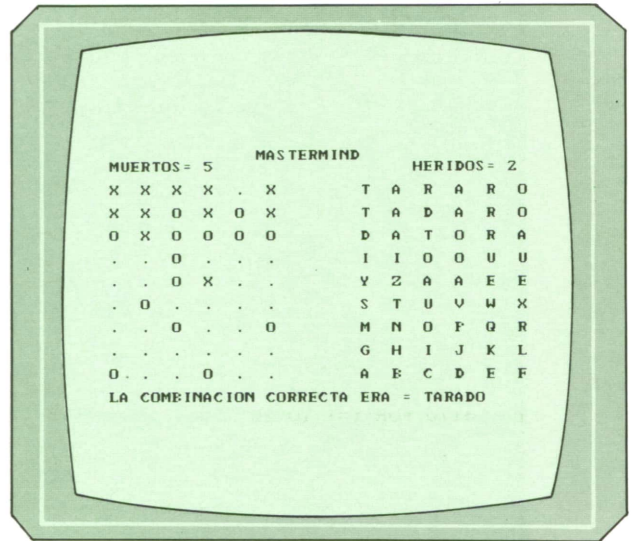 MASTERMIND
MUERTOS= 5 HERIDOS= 2
X X X X . X T A R A R O
X X O X O X T A D A R O
O X O O O O D A T O R A
. . O . . . I I O O U U
. . O X . . Y Z A A E E
. O . . . . S T U V W X
. . O . . O M N O P Q R
. . . . . . G H I J K L
O . . . O . . A B C D E F
LA COMBINACION CORRECTA ERA = TARADO